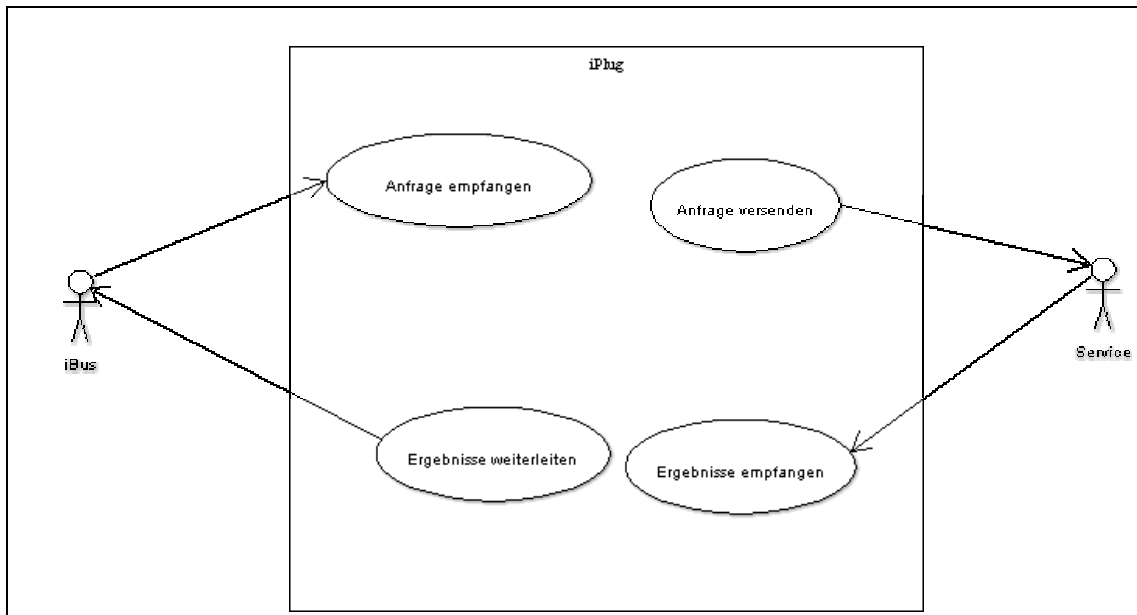 iPlug
Anfrage empfangen
Anfrage versenden
iBus
Service
Ergebnisse weiterleiten
Ergebnisse empfangen